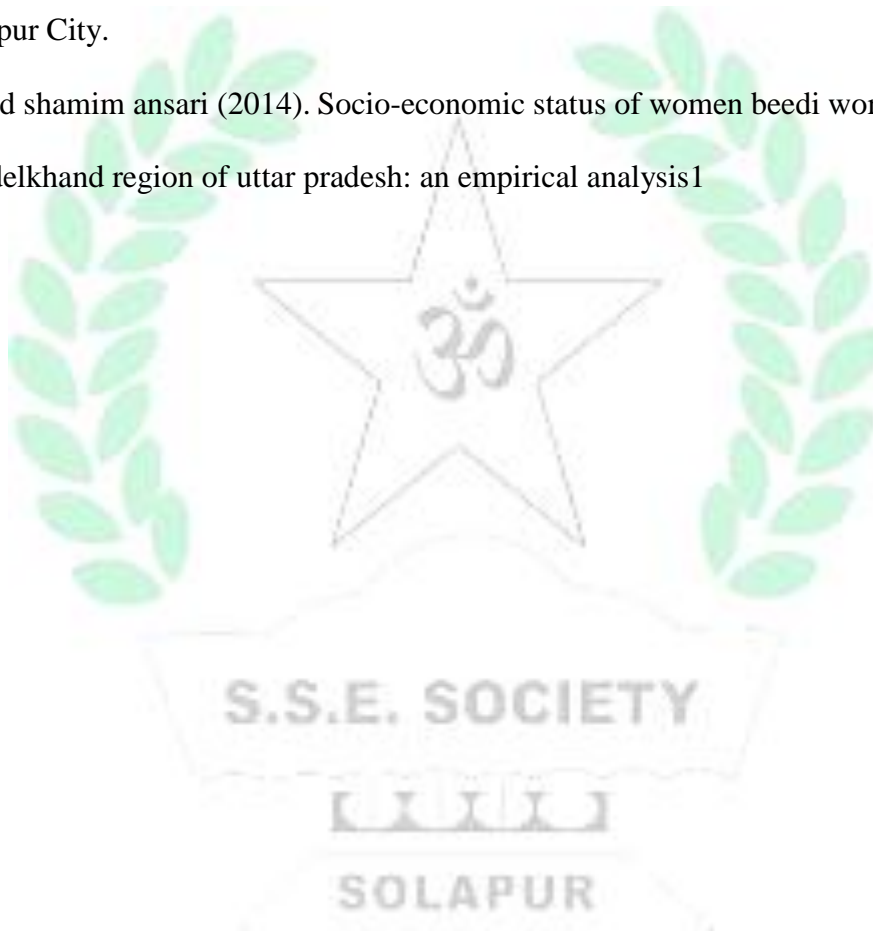 pur City.
d shamim ansari (2014). Socio-economic status of women beedi wor
delkhand region of uttar pradesh: an empirical analysis1
ॐ
S.S.E. SOCIETY
SOLAPUR